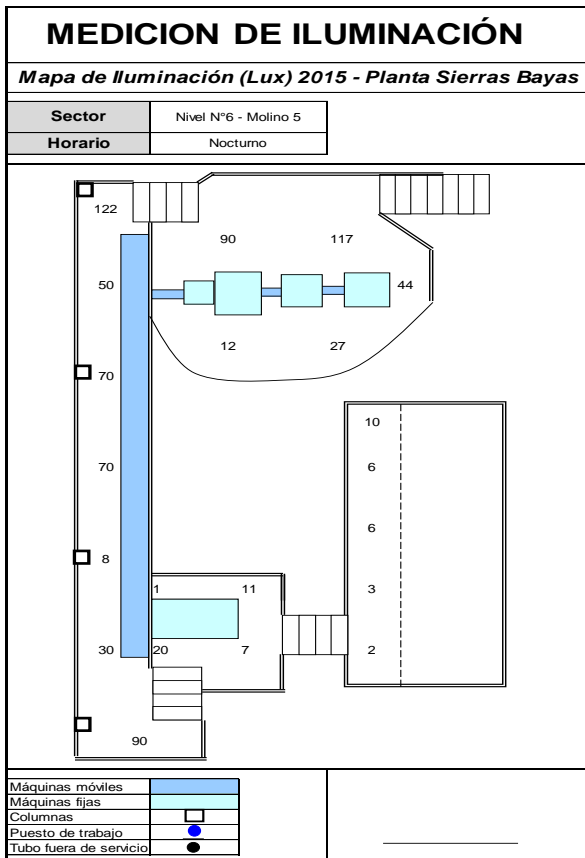 MEDICION DE ILUMINACIÓN
Mapa de Iluminación (Lux) 2015 - Planta Sierras Bayas
Sector Nivel N°6 - Molino 5
Horario Nocturno
122
90 117
50 44
12 27
70
10
70 6
6
8
1 11 3
30 20 7 2
90
Máquinas móviles
Máquinas fijas
Columnas
Puesto de trabajo
Tubo fuera de servicio